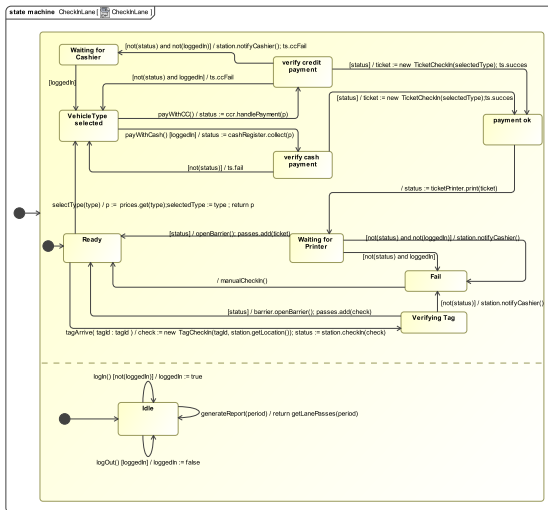 state machine CheckInLane [ CheckInLane ]
Waiting for
Cashier
[not(status) and not(loggedIn)] / station.notifyCashier(); ts.ccFail
verify credit
payment
[status] / ticket := new TicketCheckIn(selectedType); ts.succes
[loggedIn]
[not(status) and loggedIn] / ts.ccFail
[status] / ticket := new TicketCheckIn(selectedType);ts.succes
VehicleType
selected
payWithCC() / status := ccr.handlePayment(p)
payment ok
payWithCash() [loggedIn] / status := cashRegister.collect(p)
verify cash
payment
[not(status)] / ts.fail
/ status := ticketPrinter.print(ticket)
selectType(type) / p := prices.get(type);selectedType := type ; return p
Ready
[status] / openBarrier(); passes.add(ticket)
Waiting for
Printer
[not(status) and not(loggedIn)] / station.notifyCashier()
[not(status) and loggedIn]
/ manualCheckIn()
Fail
[not(status)] / station.notifyCashier()
[status] / barrier.openBarrier(); passes.add(check)
Verifying Tag
tagArrive( tagId : tagId ) / check := new TagCheckIn(tagId, station.getLocation()); status := station.checkIn(check)
logIn() [not(loggedIn)] / loggedIn := true
Idle
generateReport(period) / return getLanePasses(period)
logOut() [loggedIn] / loggedIn := false